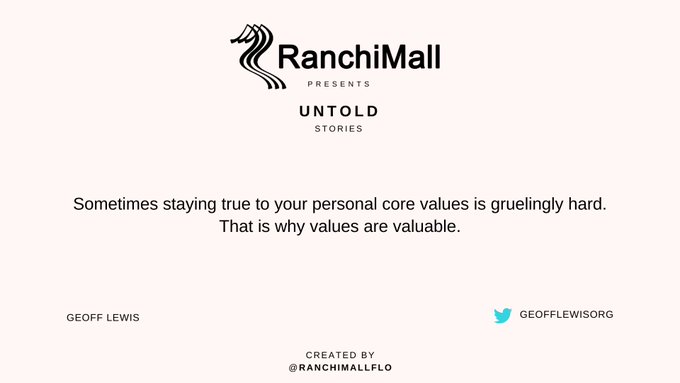 RanchiMall
PRESENTS
UNTOLD
STORIES
Sometimes staying true to your personal core values is gruelingly hard.
That is why values are valuable.
GEOFF LEWIS
GEOFFLEWISORG
CREATED BY
@RANCHIMALLFLO